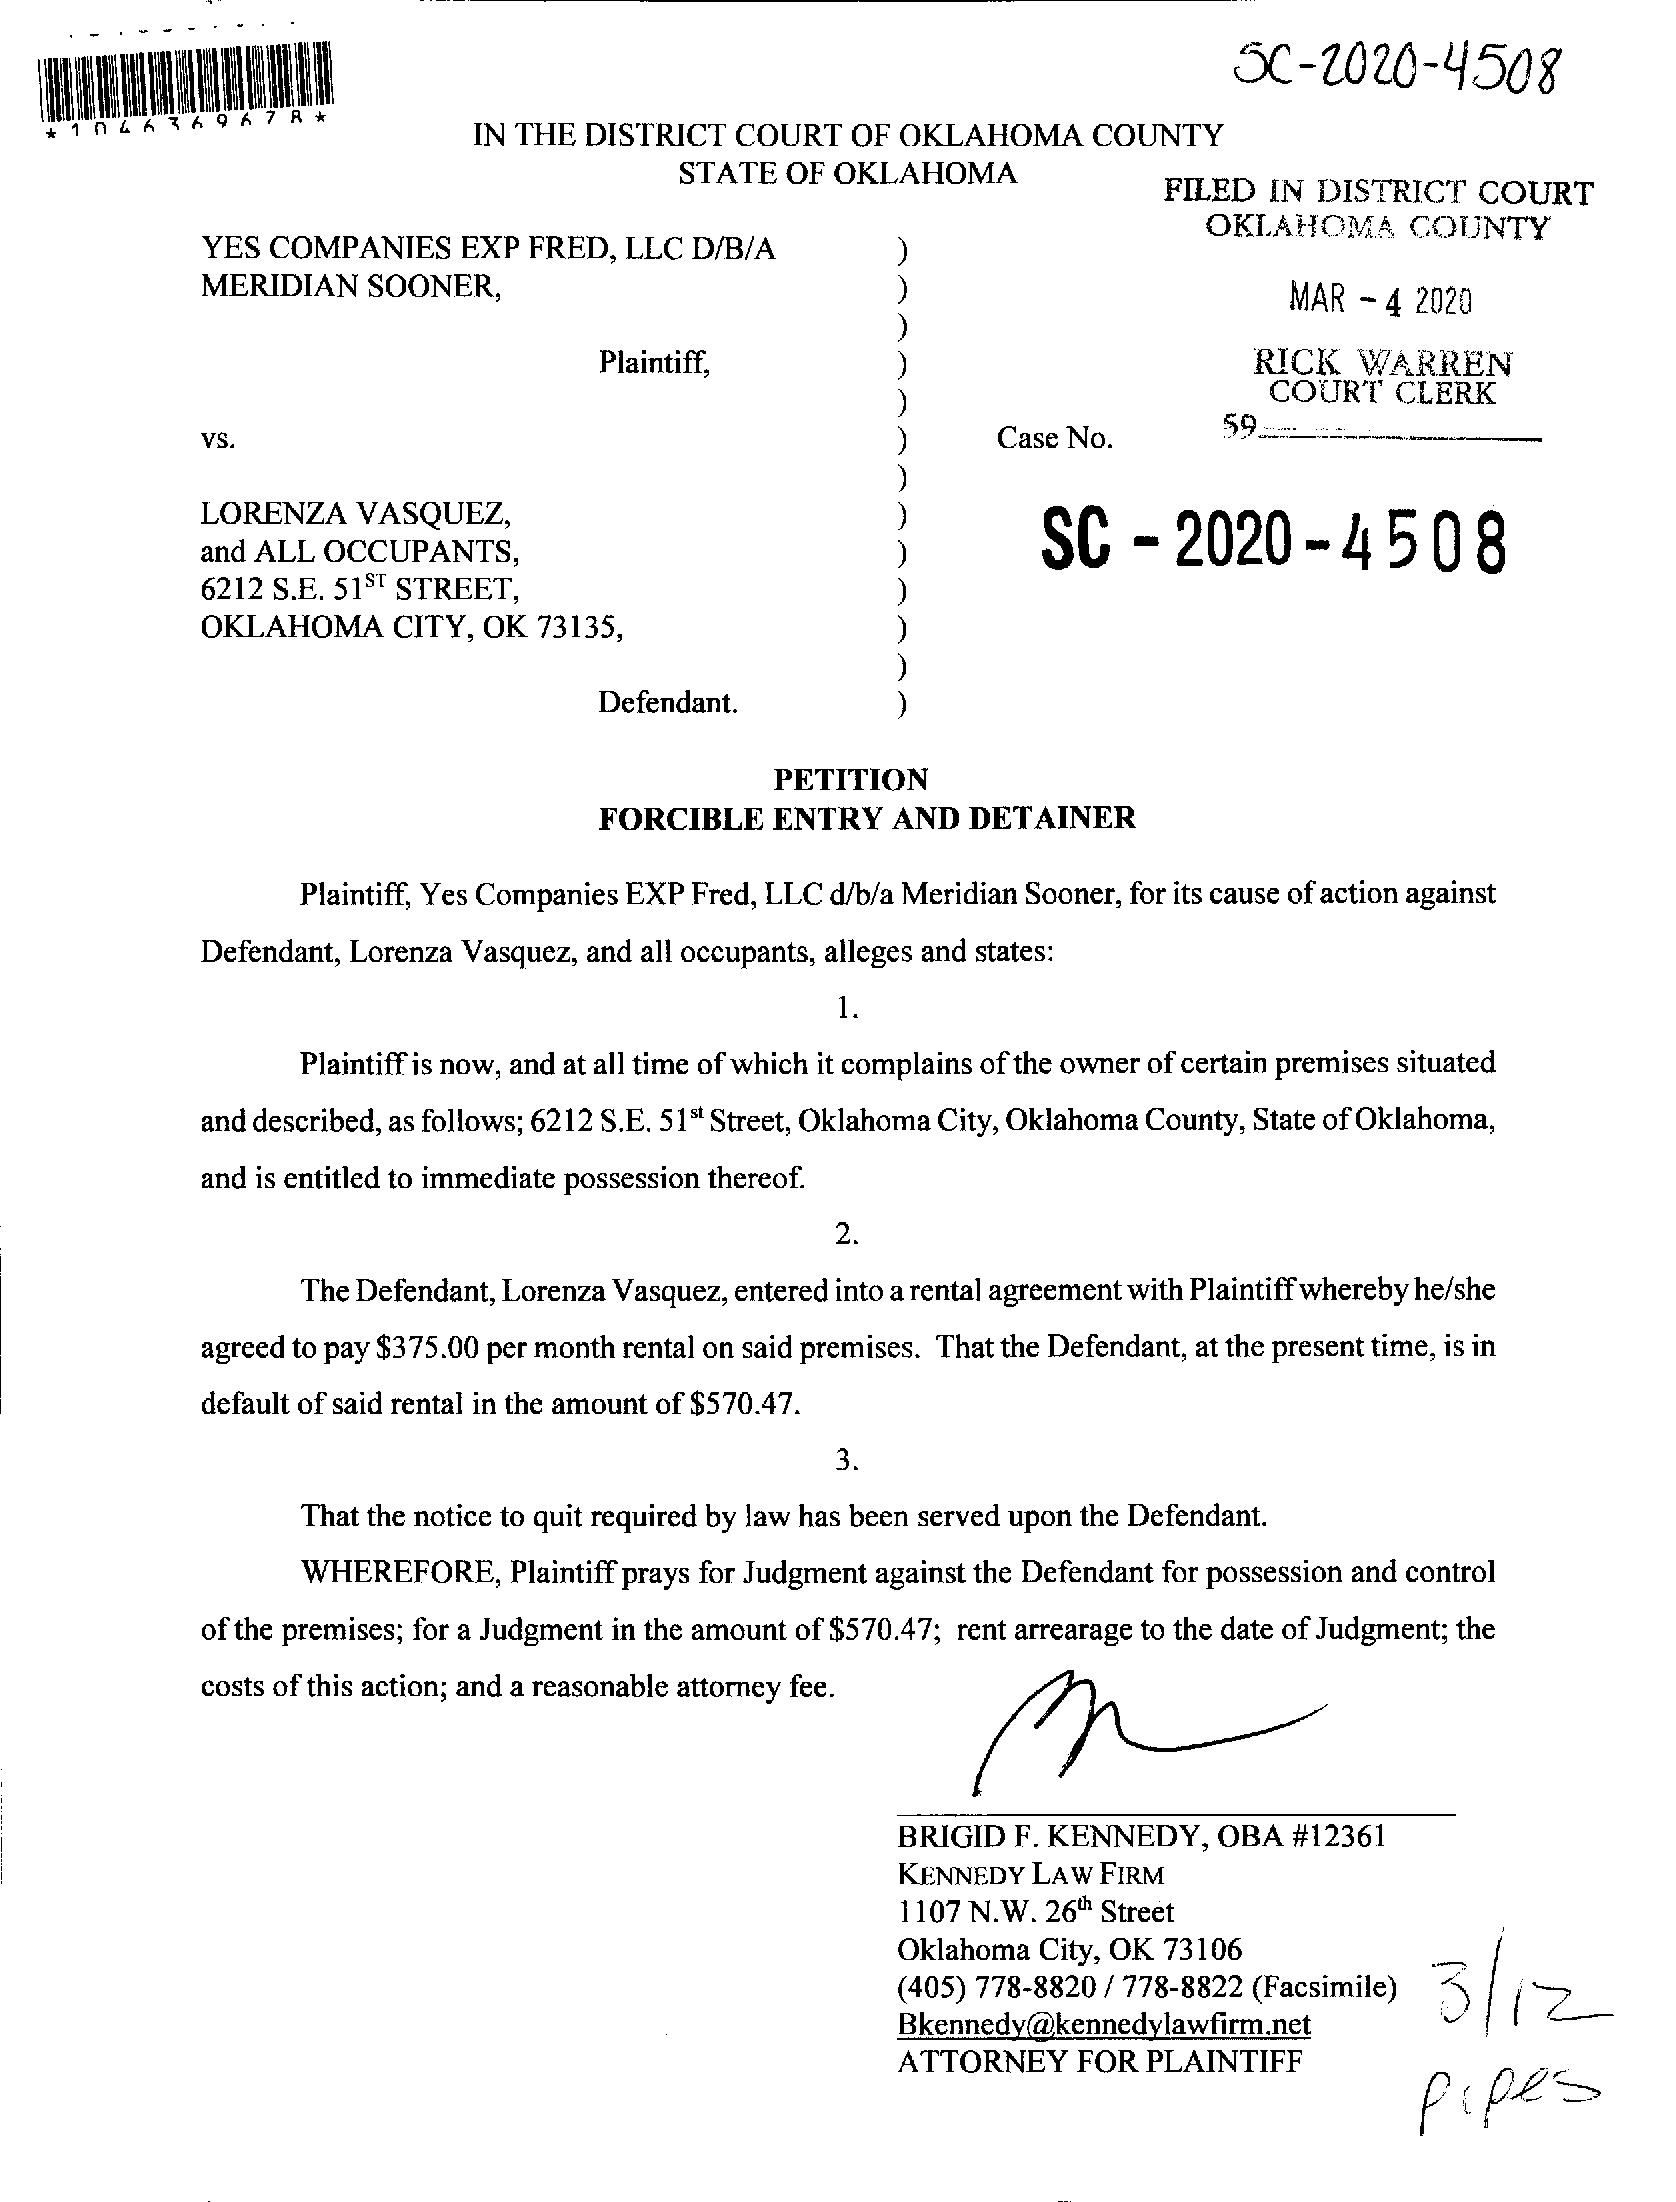 SC-2020-4508
*1046369678*
IN THE DISTRICT COURT OF OKLAHOMA COUNTY
STATE OF OKLAHOMA
FILED IN DISTRICT COURT
OKLAHOMA COUNTY
MAR - 4 2020
RICK WARREN
COURT CLERK
59
YES COMPANIES EXP FRED, LLC D/B/A )
MERIDIAN SOONER, )
)
Plaintiff, )
)
vs. ) Case No.
)
LORENZA VASQUEZ, ) SC - 2020 - 4508
and ALL OCCUPANTS, )
6212 S.E. 51ST STREET, )
OKLAHOMA CITY, OK 73135, )
)
Defendant. )
PETITION
FORCIBLE ENTRY AND DETAINER
Plaintiff, Yes Companies EXP Fred, LLC d/b/a Meridian Sooner, for its cause of action against
Defendant, Lorenza Vasquez, and all occupants, alleges and states:
1.
Plaintiff is now, and at all time of which it complains of the owner of certain premises situated
and described, as follows; 6212 S.E. 51st Street, Oklahoma City, Oklahoma County, State of Oklahoma,
and is entitled to immediate possession thereof.
2.
The Defendant, Lorenza Vasquez, entered into a rental agreement with Plaintiff whereby he/she
agreed to pay $375.00 per month rental on said premises. That the Defendant, at the present time, is in
default of said rental in the amount of $570.47.
3.
That the notice to quit required by law has been served upon the Defendant.
WHEREFORE, Plaintiff prays for Judgment against the Defendant for possession and control
of the premises; for a Judgment in the amount of $570.47; rent arrearage to the date of Judgment; the
costs of this action; and a reasonable attorney fee.
BRIGID F. KENNEDY, OBA #12361
KENNEDY LAW FIRM
1107 N.W. 26th Street
Oklahoma City, OK 73106
(405) 778-8820 / 778-8822 (Facsimile)
Bkennedy@kennedylawfirm.net
ATTORNEY FOR PLAINTIFF
3/12
pipes